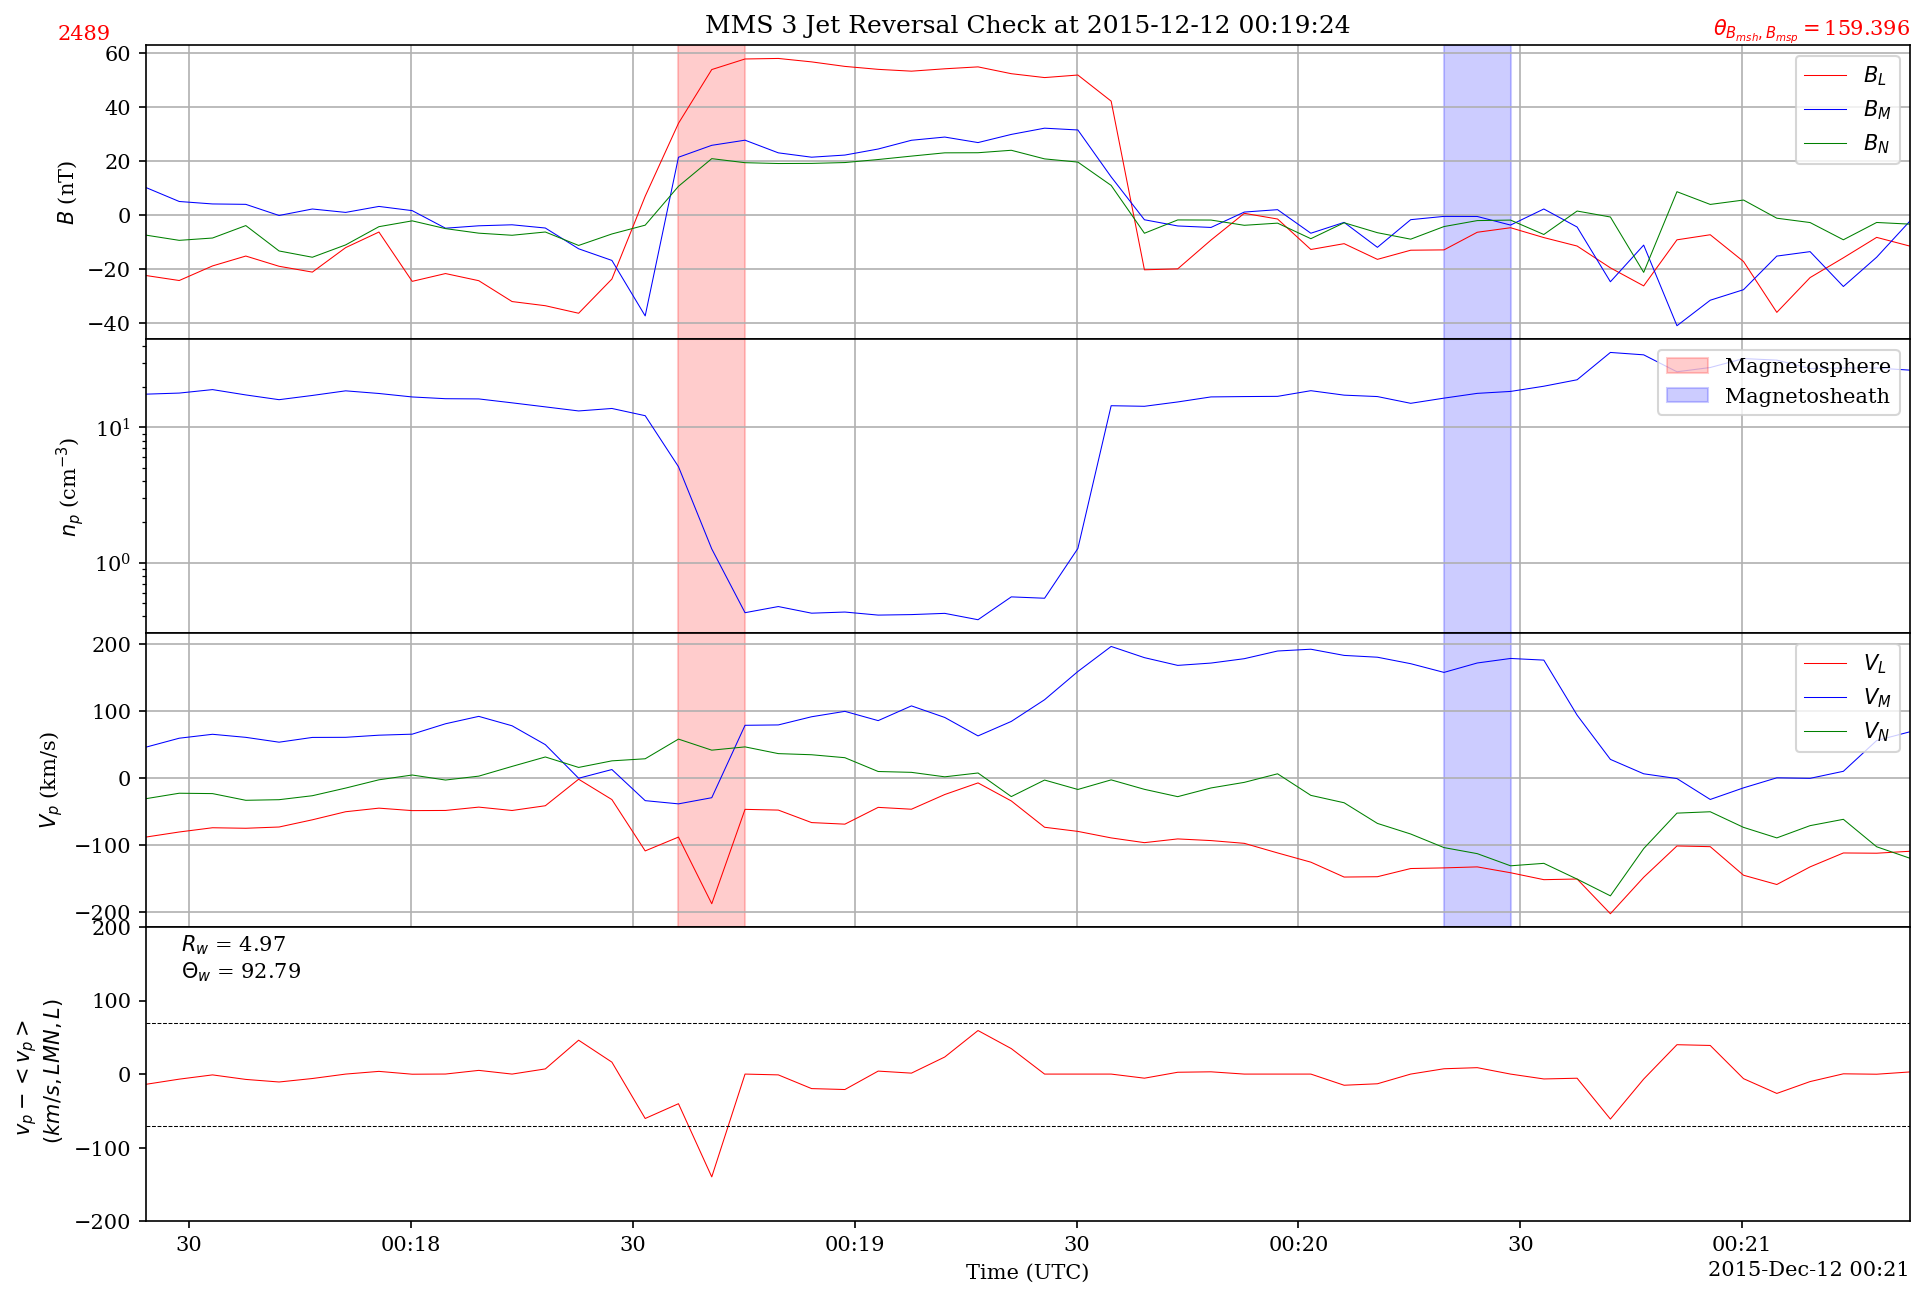 MMS 3 Jet Reversal Check at 2015-12-12 00:19:24
2489
θ_{B_{msh}, B_{msp}} = 159.396
60
40
20
0
−20
−40
B (nT)
B_L
B_M
B_N
10^1
10^0
n_p (cm^{−3})
Magnetosphere
Magnetosheath
200
100
0
−100
−200
V_p (km/s)
V_L
V_M
V_N
200
100
0
−100
−200
v_p − <v_p>
(km/s, LMN, L)
R_w = 4.97
Θ_w = 92.79
30 00:18 30 00:19 30 00:20 30 00:21
Time (UTC)
2015-Dec-12 00:21